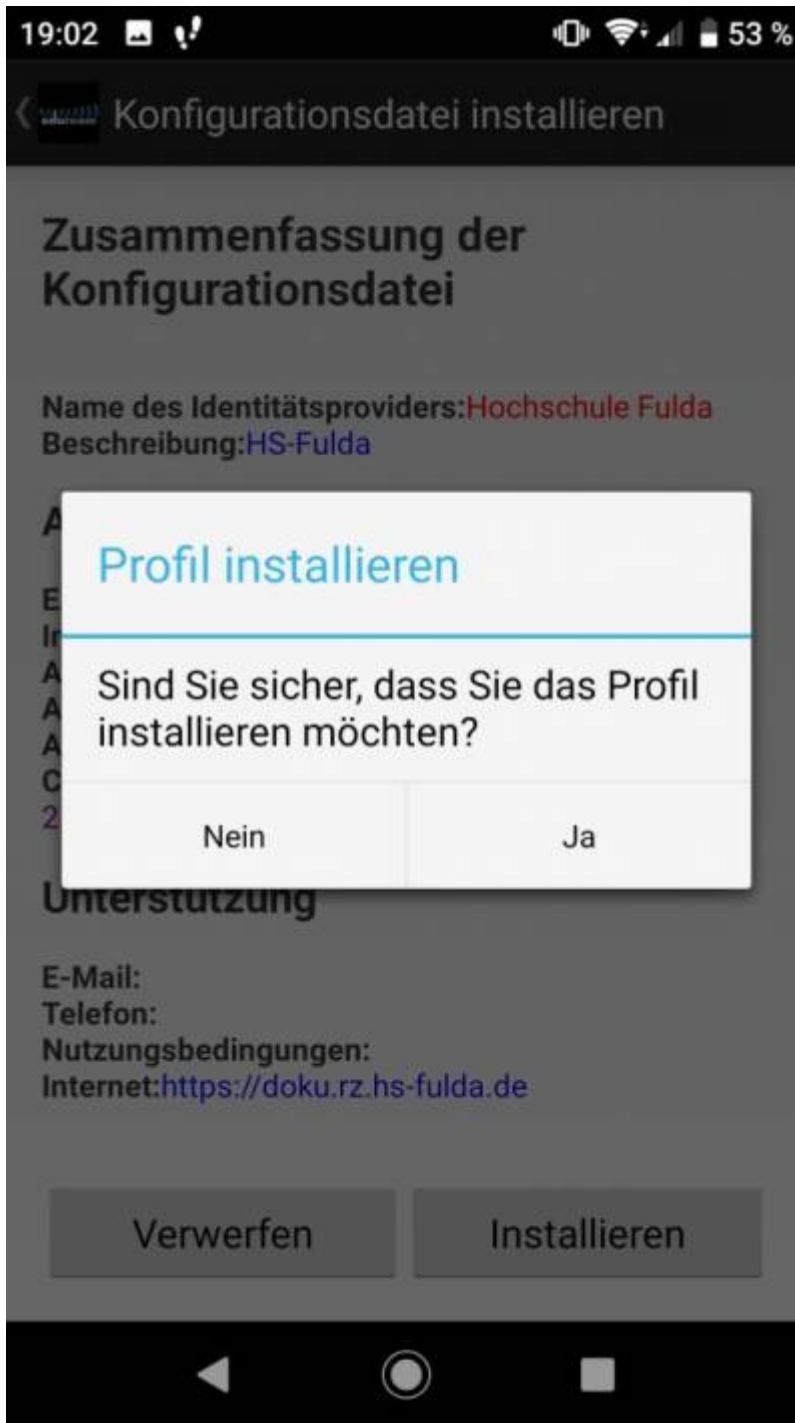 19:02 53 %
Konfigurationsdatei installieren
Zusammenfassung der
Konfigurationsdatei
Name des Identitätsproviders:Hochschule Fulda
Beschreibung:HS-Fulda
Profil installieren
Sind Sie sicher, dass Sie das Profil
installieren möchten?
Nein Ja
Unterstützung
E-Mail:
Telefon:
Nutzungsbedingungen:
Internet:https://doku.rz.hs-fulda.de
Verwerfen Installieren